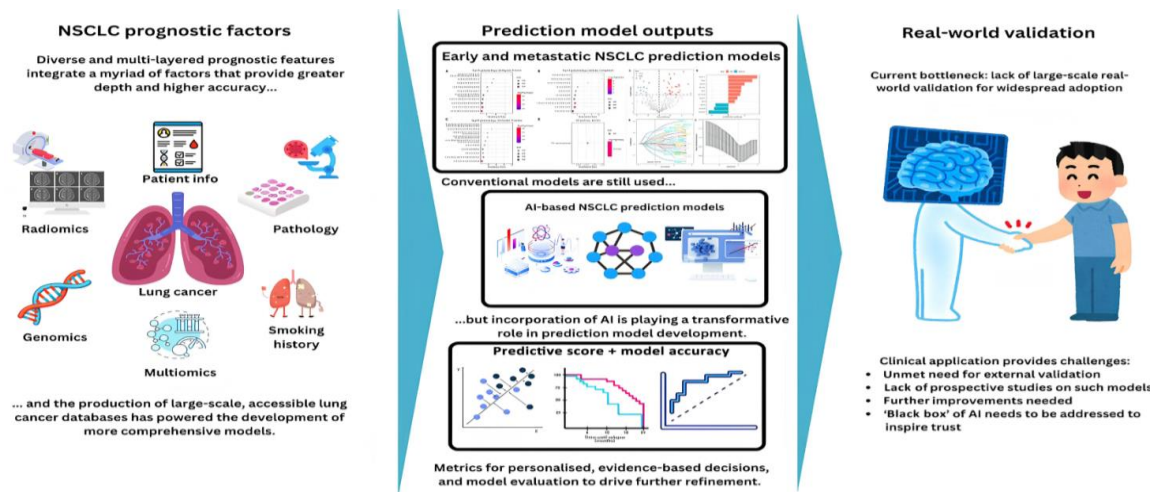 NSCLC prognostic factors
Diverse and multi-layered prognostic features
integrate a myriad of factors that provide greater
depth and higher accuracy...
Patient info
Radiomics
Pathology
Lung cancer
Genomics
Smoking
history
Multiomics
... and the production of large-scale, accessible lung
cancer databases has powered the development of
more comprehensive models.
Prediction model outputs
Early and metastatic NSCLC prediction models
Conventional models are still used...
AI-based NSCLC prediction models
...but incorporation of AI is playing a transformative
role in prediction model development.
Predictive score + model accuracy
Metrics for personalised, evidence-based decisions,
and model evaluation to drive further refinement.
Real-world validation
Current bottleneck: lack of large-scale real-
world validation for widespread adoption
Clinical application provides challenges:
• Unmet need for external validation
• Lack of prospective studies on such models
• Further improvements needed
• ‘Black box’ of AI needs to be addressed to
inspire trust